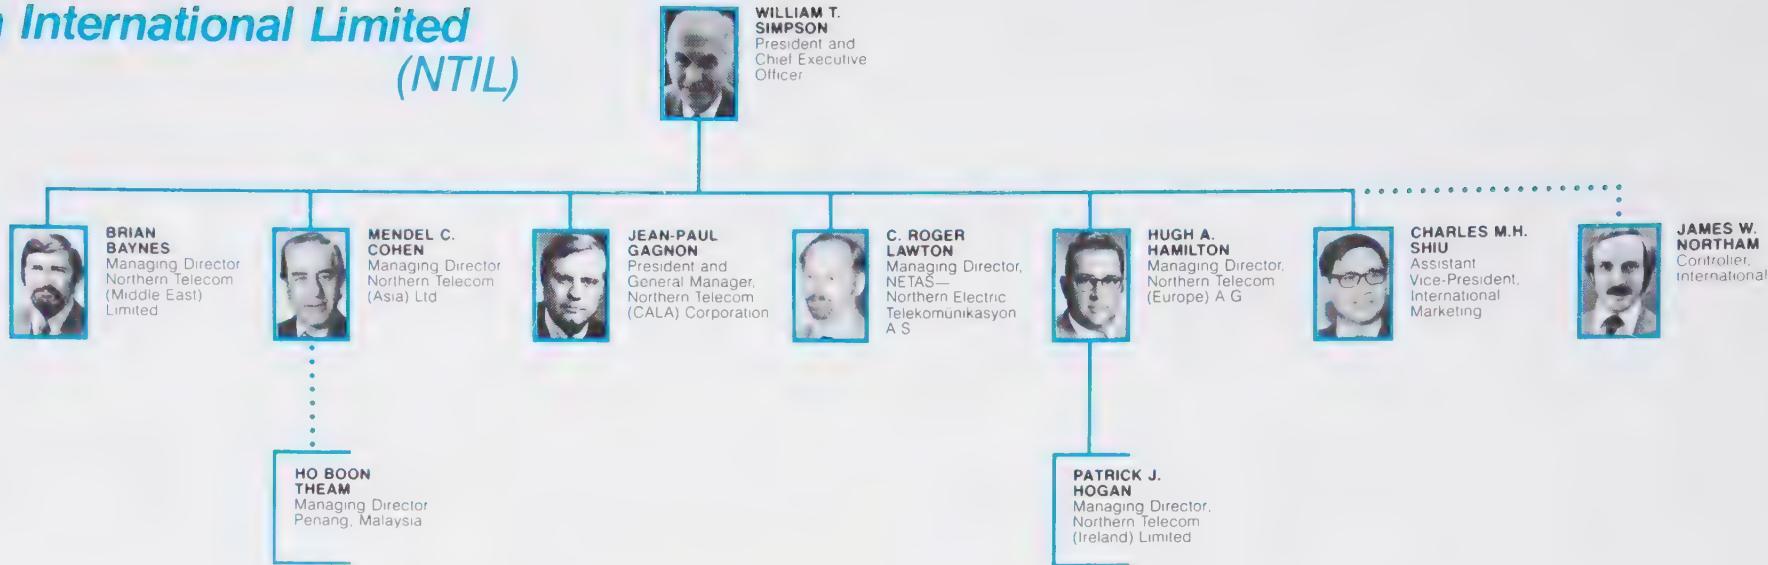 International Limited
(NTIL)
WILLIAM T.
SIMPSON
President and
Chief Executive
Officer
BRIAN
BAYNES
Managing Director
Northern Telecom
(Middle East)
Limited
MENDEL C.
COHEN
Managing Director
Northern Telecom
(Asia) Ltd
JEAN-PAUL
GAGNON
President and
General Manager,
Northern Telecom
(CALA) Corporation
C. ROGER
LAWTON
Managing Director,
NETAS—
Northern Electric
Telekomünikasyon
A S
HUGH A.
HAMILTON
Managing Director,
Northern Telecom
(Europe) A G
CHARLES M.H.
SHIU
Assistant
Vice-President,
International
Marketing
JAMES W.
NORTHAM
Controller,
International
HO BOON
THEAM
Managing Director
Penang, Malaysia
PATRICK J.
HOGAN
Managing Director,
Northern Telecom
(Ireland) Limited